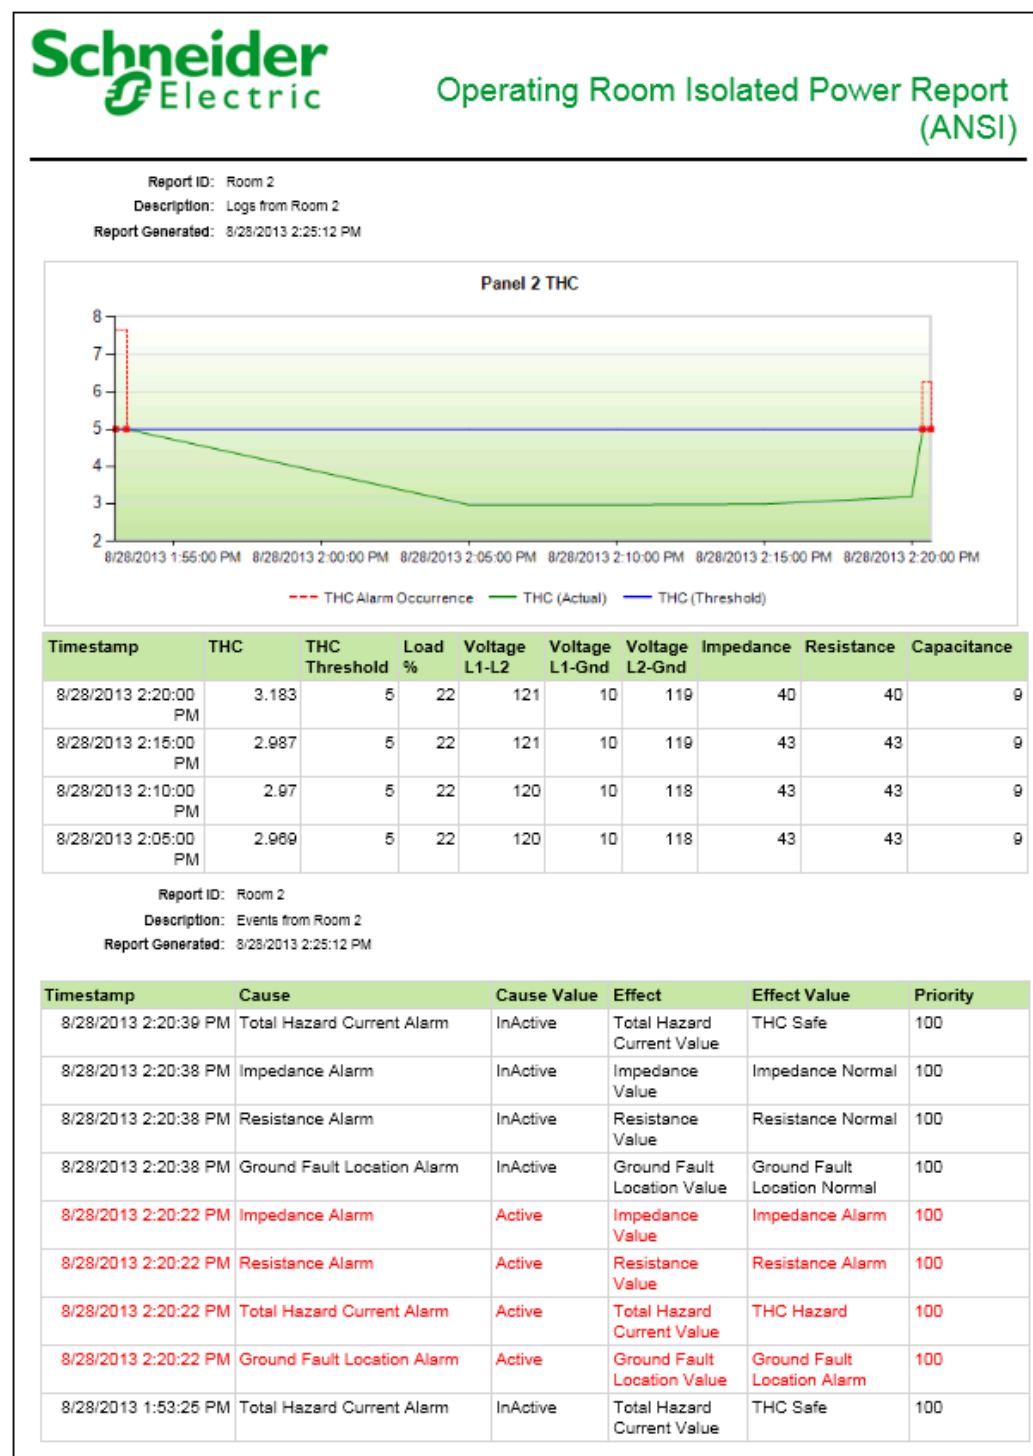 Schneider
Electric
Operating Room Isolated Power Report
(ANSI)
Report ID: Room 2
Description: Logs from Room 2
Report Generated: 8/28/2013 2:25:12 PM
Panel 2 THC
8
7
6
5
4
3
2
8/28/2013 1:55:00 PM 8/28/2013 2:00:00 PM 8/28/2013 2:05:00 PM 8/28/2013 2:10:00 PM 8/28/2013 2:15:00 PM 8/28/2013 2:20:00 PM
THC Alarm Occurrence THC (Actual) THC (Threshold)
Timestamp THC THC Load Voltage Voltage Voltage Impedance Resistance Capacitance
Threshold % L1-L2 L1-Gnd L2-Gnd
8/28/2013 2:20:00 3.183 5 22 121 10 119 40 40 9
PM
8/28/2013 2:15:00 2.987 5 22 121 10 119 43 43 9
PM
8/28/2013 2:10:00 2.97 5 22 120 10 118 43 43 9
PM
8/28/2013 2:05:00 2.969 5 22 120 10 118 43 43 9
PM
Report ID: Room 2
Description: Events from Room 2
Report Generated: 8/28/2013 2:25:12 PM
Timestamp Cause Cause Value Effect Effect Value Priority
8/28/2013 2:20:39 PM Total Hazard Current Alarm InActive Total Hazard THC Safe 100
Current Value
8/28/2013 2:20:38 PM Impedance Alarm InActive Impedance Impedance Normal 100
Value
8/28/2013 2:20:38 PM Resistance Alarm InActive Resistance Resistance Normal 100
Value
8/28/2013 2:20:38 PM Ground Fault Location Alarm InActive Ground Fault Ground Fault 100
Location Value Location Normal
8/28/2013 2:20:22 PM Impedance Alarm Active Impedance Impedance Alarm 100
Value
8/28/2013 2:20:22 PM Resistance Alarm Active Resistance Resistance Alarm 100
Value
8/28/2013 2:20:22 PM Total Hazard Current Alarm Active Total Hazard THC Hazard 100
Current Value
8/28/2013 2:20:22 PM Ground Fault Location Alarm Active Ground Fault Ground Fault 100
Location Value Location Alarm
8/28/2013 1:53:25 PM Total Hazard Current Alarm InActive Total Hazard THC Safe 100
Current Value